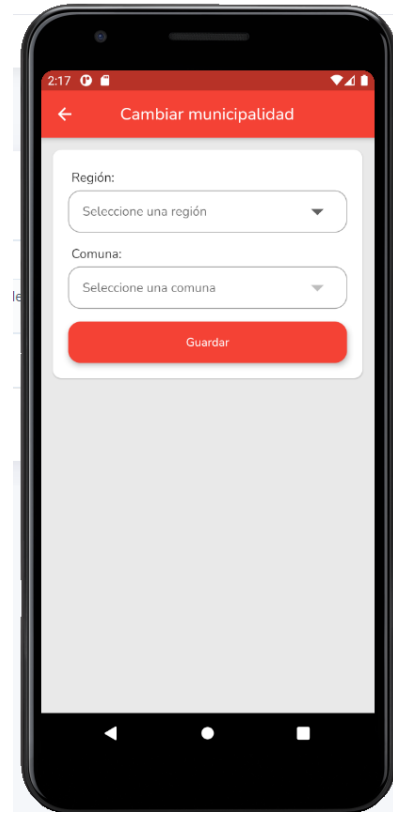 2:17
Cambiar municipalidad
Región:
Seleccione una región
Comuna:
Seleccione una comuna
Guardar